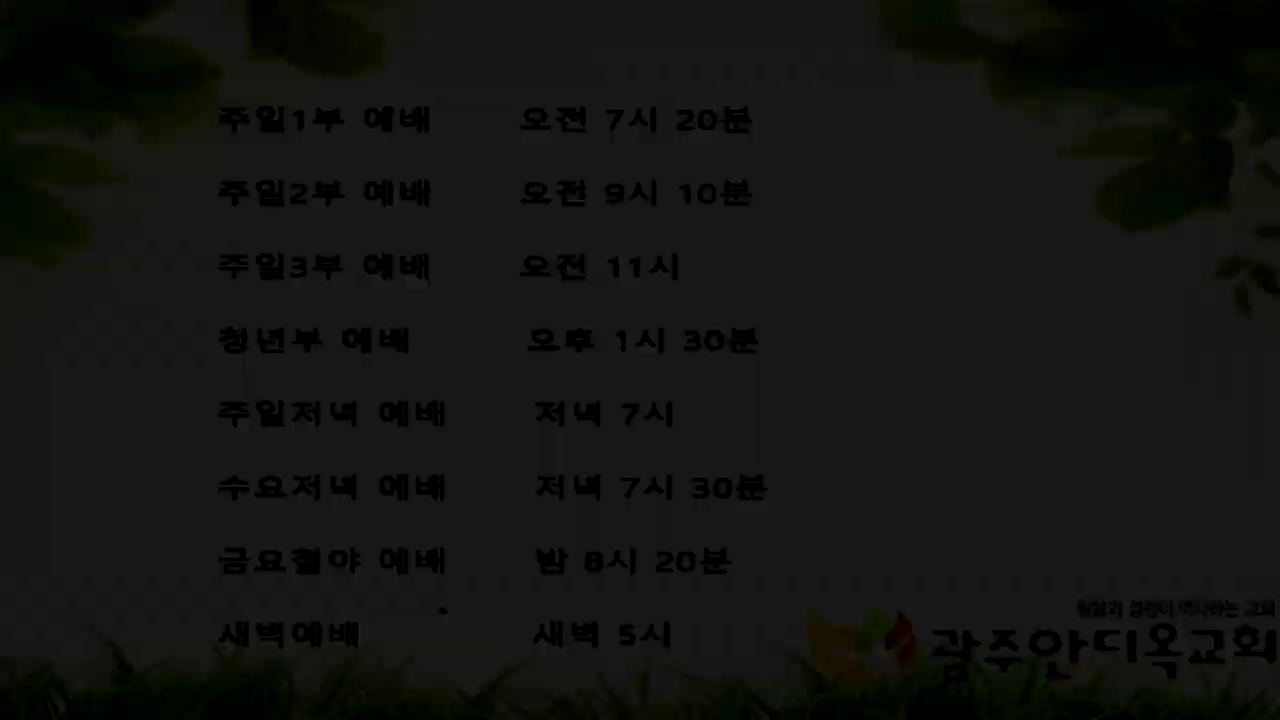 주일1부 예배 오전 7시 20분
주일2부 예배 오전 9시 10분
주일3부 예배 오전 11시
청년부 예배 오후 1시 30분
주일저녁 예배 저녁 7시
수요저녁 예배 저녁 7시 30분
금요철야 예배 밤 8시 20분
새벽예배 새벽 5시
광주안디옥교회